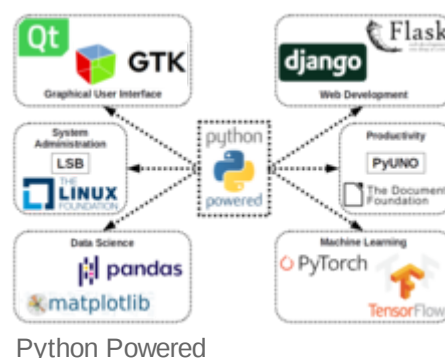 Qt
GTK
Graphical User Interface
Flask
django
Web Development
System
Administration
LSB
THE
LINUX
FOUNDATION
python
powered
Productivity
PyUNO
The Document
Foundation
Data Science
pandas
matplotlib
Machine Learning
PyTorch
TensorFlow
Python Powered